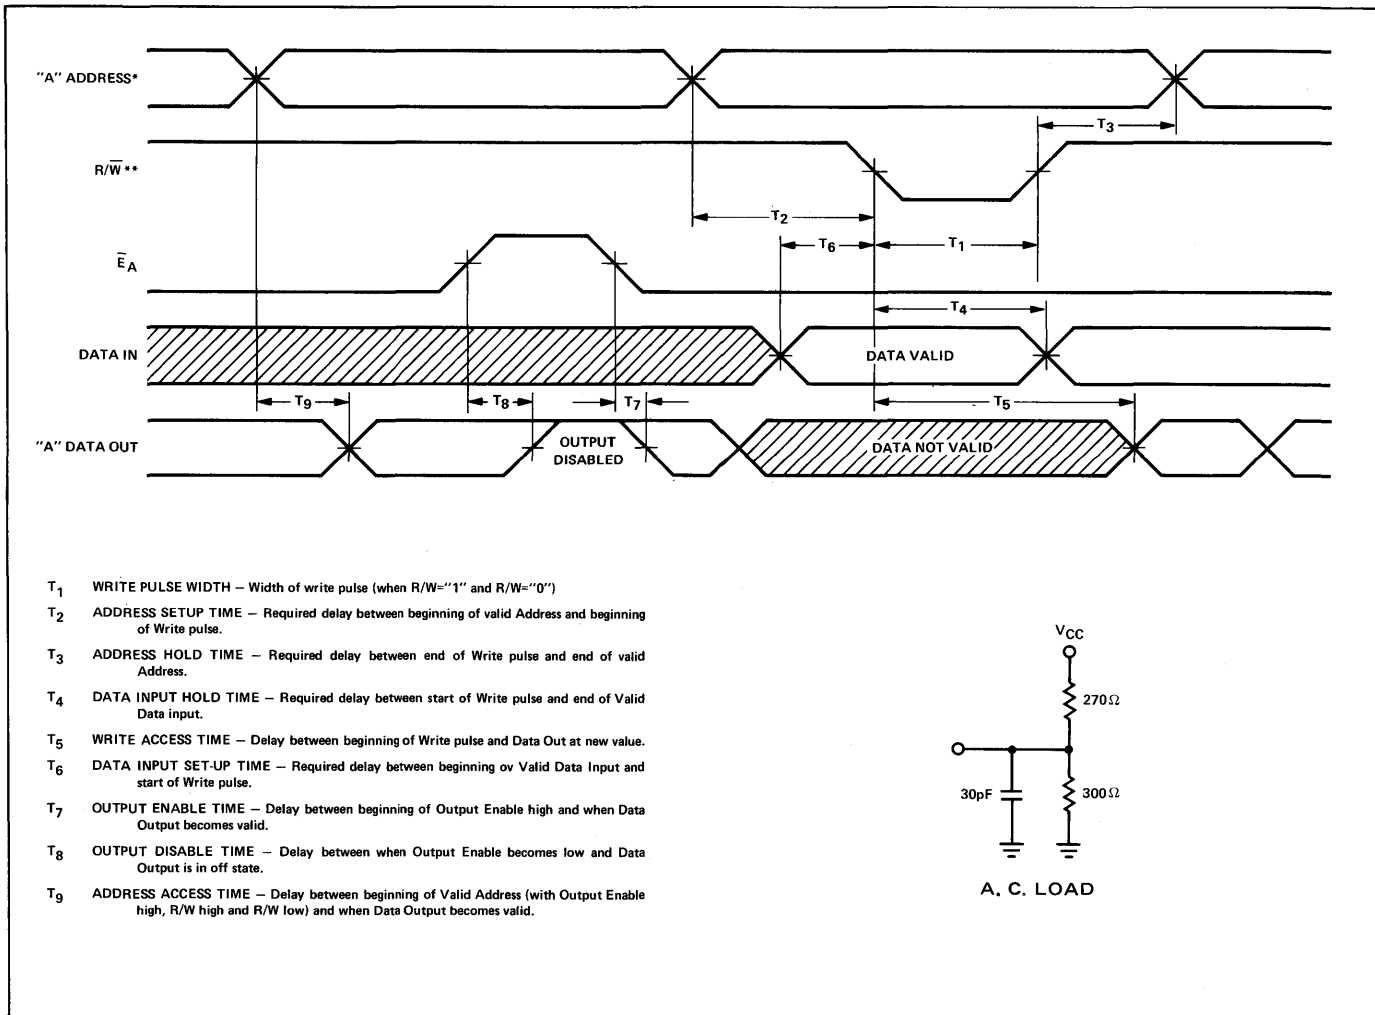 "A" ADDRESS*
T3
R/W̅**
T2
T6
T1
E̅A
T4
DATA IN
DATA VALID
T9
T8
T7
T5
"A" DATA OUT
OUTPUT
DISABLED
DATA NOT VALID
T1 WRITE PULSE WIDTH — Width of write pulse (when R/W="1" and R/W="0")
T2 ADDRESS SETUP TIME — Required delay between beginning of valid Address and beginning
of Write pulse.
T3 ADDRESS HOLD TIME — Required delay between end of Write pulse and end of valid
Address.
T4 DATA INPUT HOLD TIME — Required delay between start of Write pulse and end of Valid
Data input.
T5 WRITE ACCESS TIME — Delay between beginning of Write pulse and Data Out at new value.
T6 DATA INPUT SET-UP TIME — Required delay between beginning ov Valid Data Input and
start of Write pulse.
T7 OUTPUT ENABLE TIME — Delay between beginning of Output Enable high and when Data
Output becomes valid.
T8 OUTPUT DISABLE TIME — Delay between when Output Enable becomes low and Data
Output is in off state.
T9 ADDRESS ACCESS TIME — Delay between beginning of Valid Address (with Output Enable
high, R/W high and R/W low) and when Data Output becomes valid.
VCC
270Ω
30pF
300Ω
A. C. LOAD